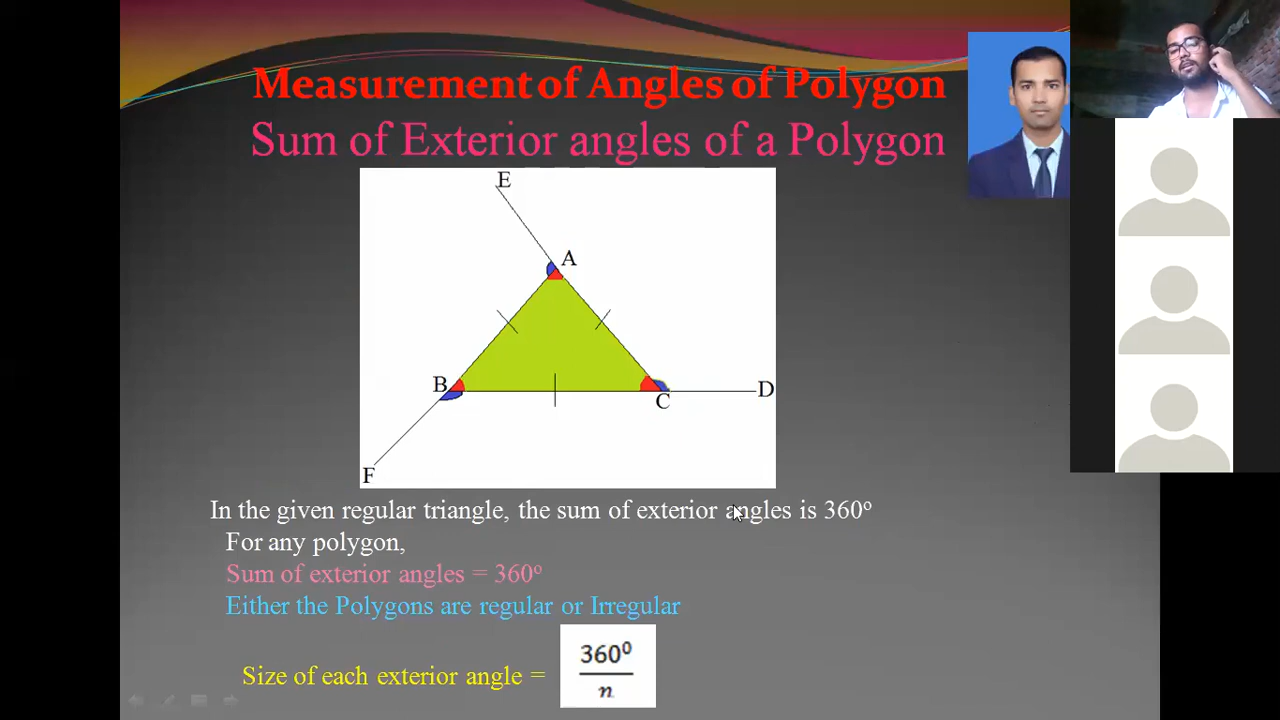 Measurement of Angles of Polygon
Sum of Exterior angles of a Polygon
E
A
B
C
D
F
In the given regular triangle, the sum of exterior angles is 360⁰
For any polygon,
Sum of exterior angles = 360⁰
Either the Polygons are regular or Irregular
Size of each exterior angle =
360⁰
n